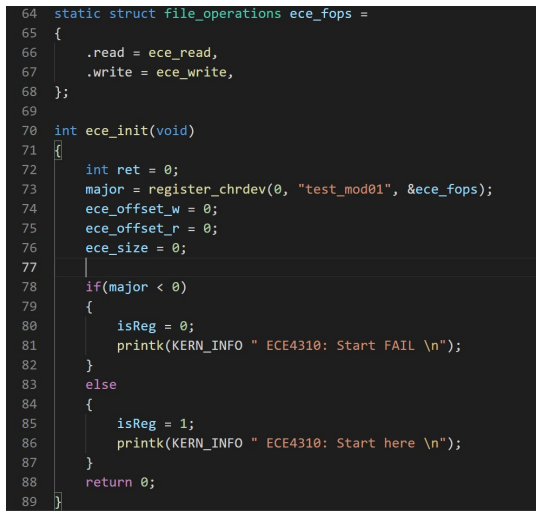 64 static struct file_operations ece_fops =
65 {
66     .read = ece_read,
67     .write = ece_write,
68 };
69
70 int ece_init(void)
71 {
72     int ret = 0;
73     major = register_chrdev(0, "test_mod01", &ece_fops);
74     ece_offset_w = 0;
75     ece_offset_r = 0;
76     ece_size = 0;
77
78     if(major < 0)
79     {
80         isReg = 0;
81         printk(KERN_INFO " ECE4310: Start FAIL \n");
82     }
83     else
84     {
85         isReg = 1;
86         printk(KERN_INFO " ECE4310: Start here \n");
87     }
88     return 0;
89 }